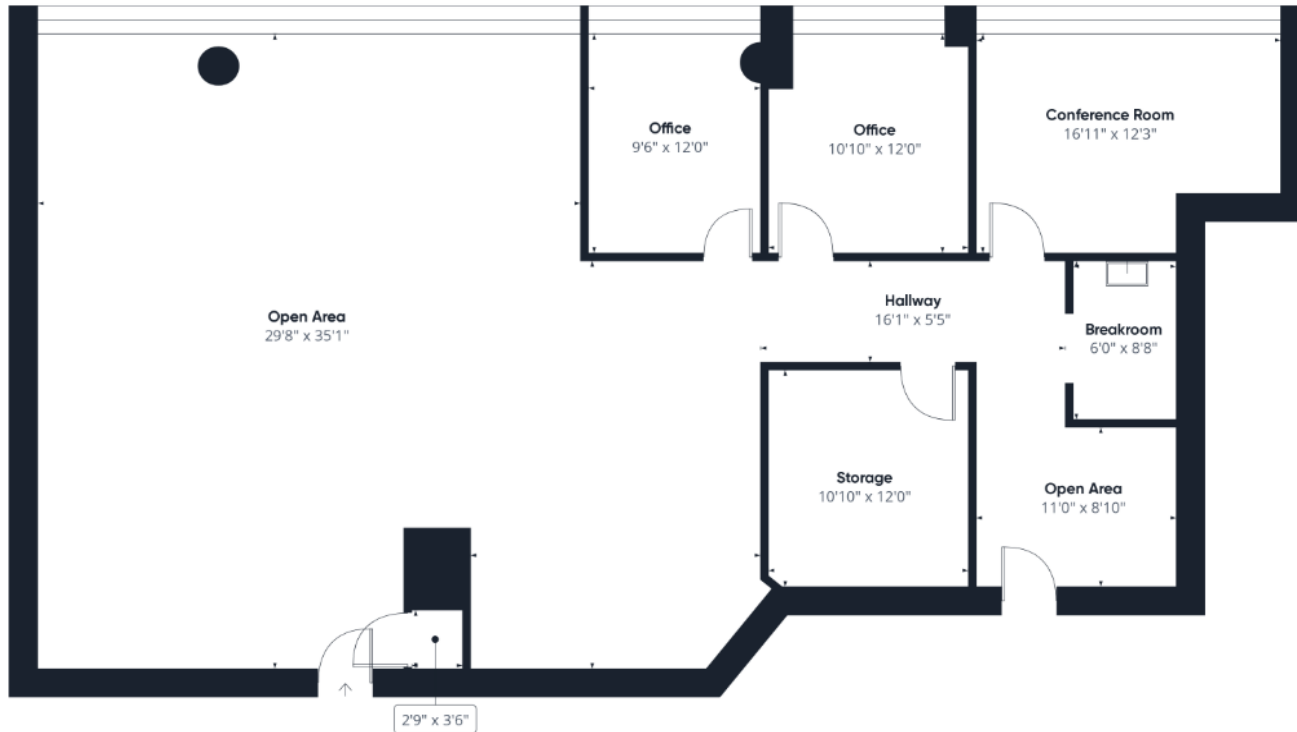 Office
9'6" x 12'0"
Office
10'10" x 12'0"
Conference Room
16'11" x 12'3"
Open Area
29'8" x 35'1"
Hallway
16'1" x 5'5"
Breakroom
6'0" x 8'8"
Storage
10'10" x 12'0"
Open Area
11'0" x 8'10"
2'9" x 3'6"